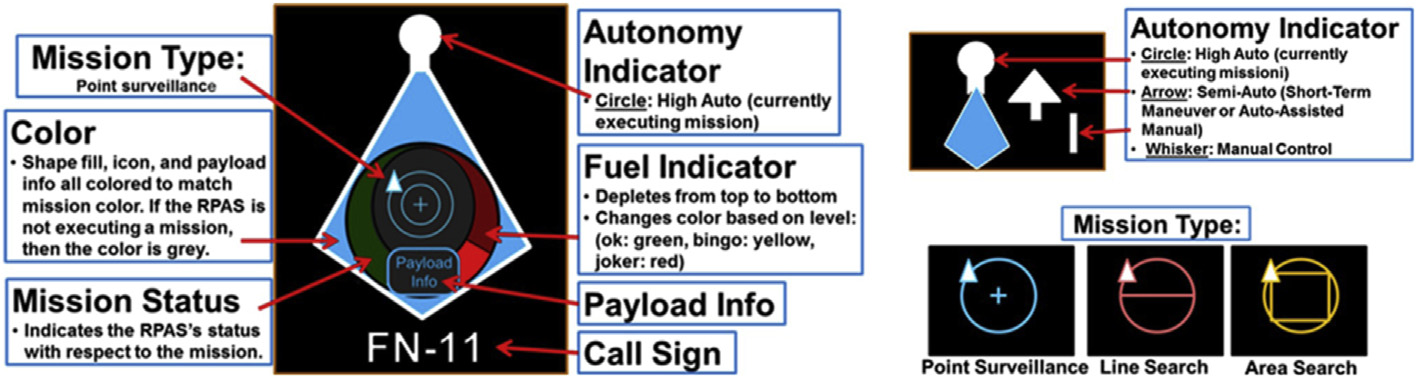 Mission Type:
Point surveillance
Color
• Shape fill, icon, and payload
info all colored to match
mission color. If the RPAS is
not executing a mission,
then the color is grey.
Mission Status
• Indicates the RPAS's status
with respect to the mission.
Payload
Info
FN-11
Autonomy
Indicator
• Circle: High Auto (currently
executing mission)
Fuel Indicator
• Depletes from top to bottom
• Changes color based on level:
(ok: green, bingo: yellow,
joker: red)
Payload Info
Call Sign
Autonomy Indicator
• Circle: High Auto (currently
executing missioni)
• Arrow: Semi-Auto (Short-Term
Maneuver or Auto-Assisted
Manual)
• Whisker: Manual Control
Mission Type:
Point Surveillance
Line Search
Area Search